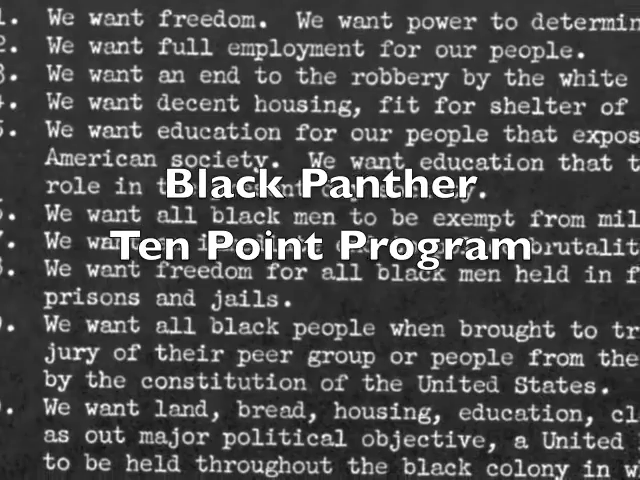 1. We want freedom. We want power to determin
2. We want full employment for our people.
3. We want an end to the robbery by the white
4. We want decent housing, fit for shelter of
5. We want education for our people that expos
American society. We want education that t
role in
Black Panther
6. We want all black men to be exempt from mil
7. We
Ten Point Program
brutalit
8. We want freedom for all black men held in f
prisons and jails.
9. We want all black people when brought to tr
jury of their peer group or people from the
by the constitution of the United States.
. We want land, bread, housing, education, cl
as out major political objective, a United
to be held throughout the black colony in w